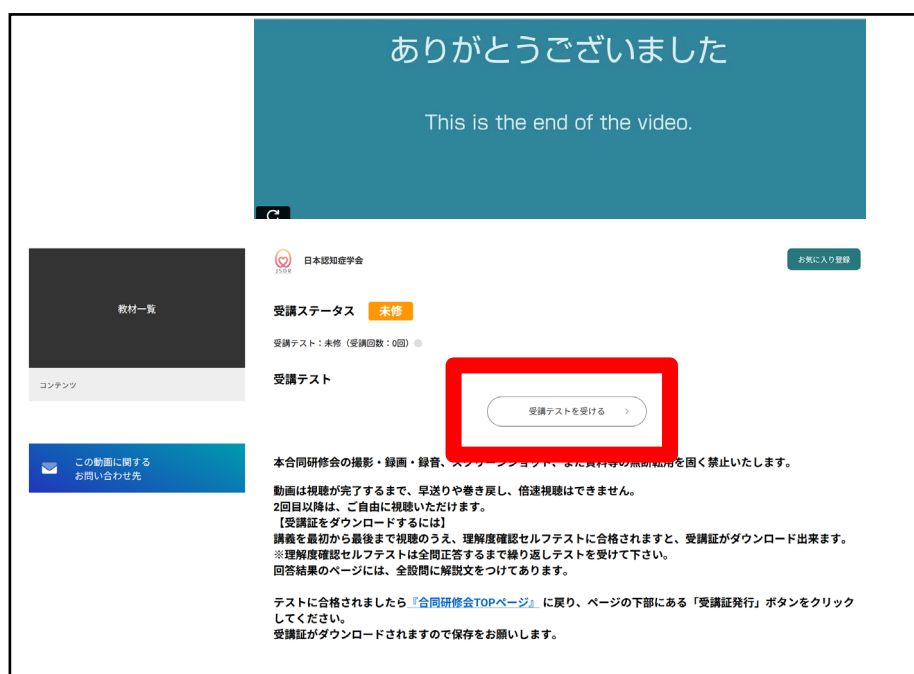 ありがとうございました
This is the end of the video.
JSDR
日本認知症学会
お気に入り登録
教材一覧
コンテンツ
この動画に関する
お問い合わせ先
受講ステータス 未修
受講テスト：未修（受講回数：0回）
受講テスト
受講テストを受ける
本合同研修会の撮影・録画・録音、スクリーンショット、また資料等の無断転用を固く禁止いたします。
動画は視聴が完了するまで、早送りや巻き戻し、倍速視聴はできません。
2回目以降は、ご自由に視聴いただけます。
【受講証をダウンロードするには】
講義を最初から最後まで視聴のうえ、理解度確認セルフテストに合格されますと、受講証がダウンロード出来ます。
※理解度確認セルフテストは全問正答するまで繰り返しテストを受けて下さい。
回答結果のページには、全設問に解説文をつけてあります。
テストに合格されましたら『合同研修会TOPページ』 に戻り、ページの下部にある「受講証発行」ボタンをクリック
してください。
受講証がダウンロードされますので保存をお願いします。